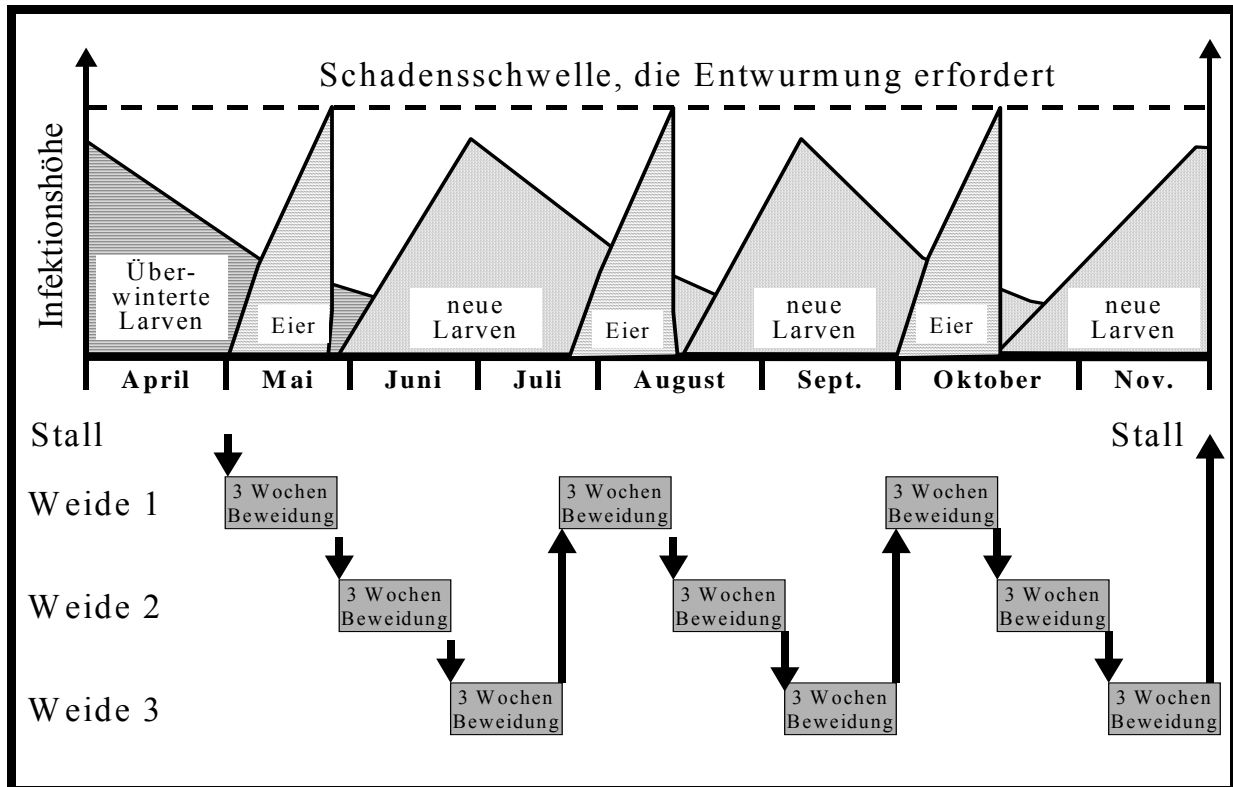 Schadensschwelle, die Entwurmung erfordert
Infektionshöhe
Über-
winterte
Larven
Eier
neue
Larven
Eier
neue
Larven
Eier
neue
Larven
April Mai Juni Juli August Sept. Oktober Nov.
Stall Stall
Weide 1
3 Wochen
Beweidung
3 Wochen
Beweidung
3 Wochen
Beweidung
Weide 2
3 Wochen
Beweidung
3 Wochen
Beweidung
3 Wochen
Beweidung
Weide 3
3 Wochen
Beweidung
3 Wochen
Beweidung
3 Wochen
Beweidung